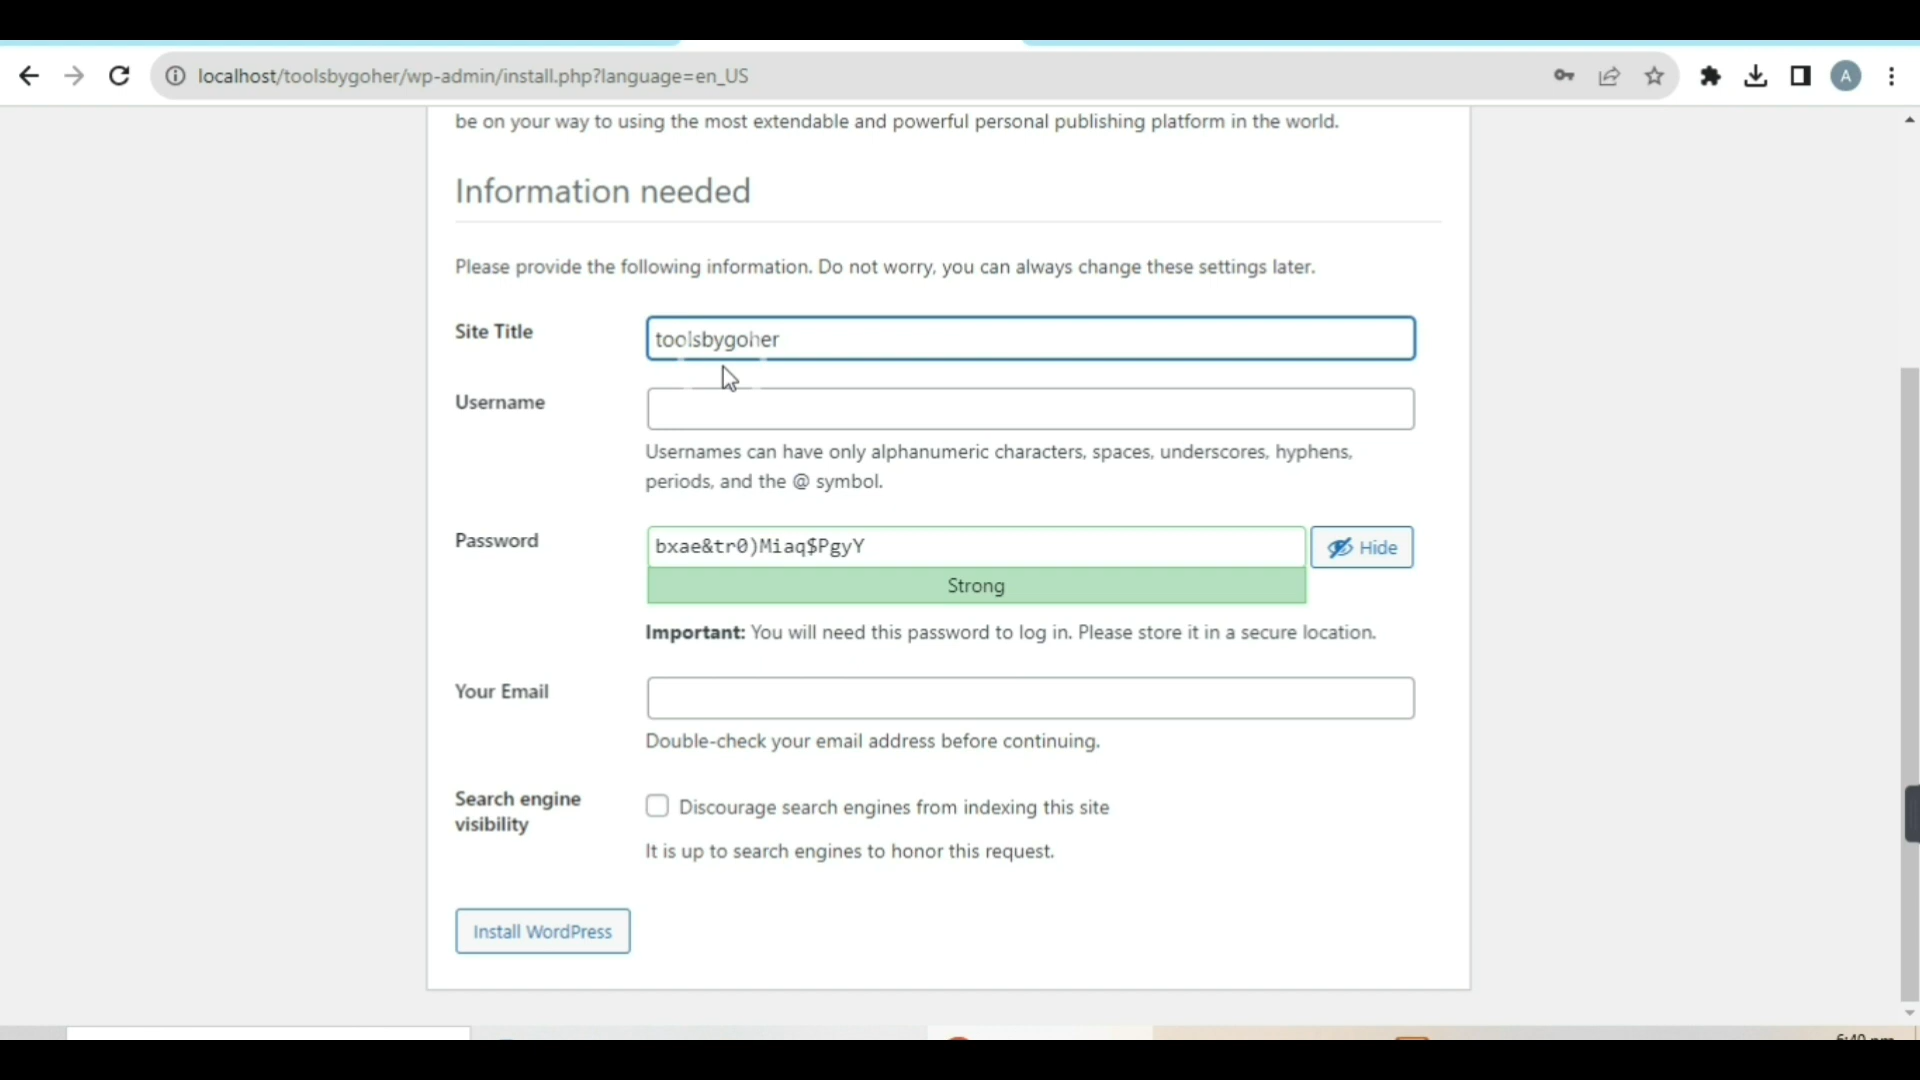 localhost/toolsbygoher/wp-admin/install.php?language=en_US
A
be on your way to using the most extendable and powerful personal publishing platform in the world.
Information needed
Please provide the following information. Do not worry, you can always change these settings later.
Site Title
toolsbygoher
Username
Usernames can have only alphanumeric characters, spaces, underscores, hyphens,
periods, and the @ symbol.
Password
bxae&tr0)Miaq$PgyY
Hide
Strong
Important: You will need this password to log in. Please store it in a secure location.
Your Email
Double-check your email address before continuing.
Search engine
visibility
Discourage search engines from indexing this site
It is up to search engines to honor this request.
Install WordPress